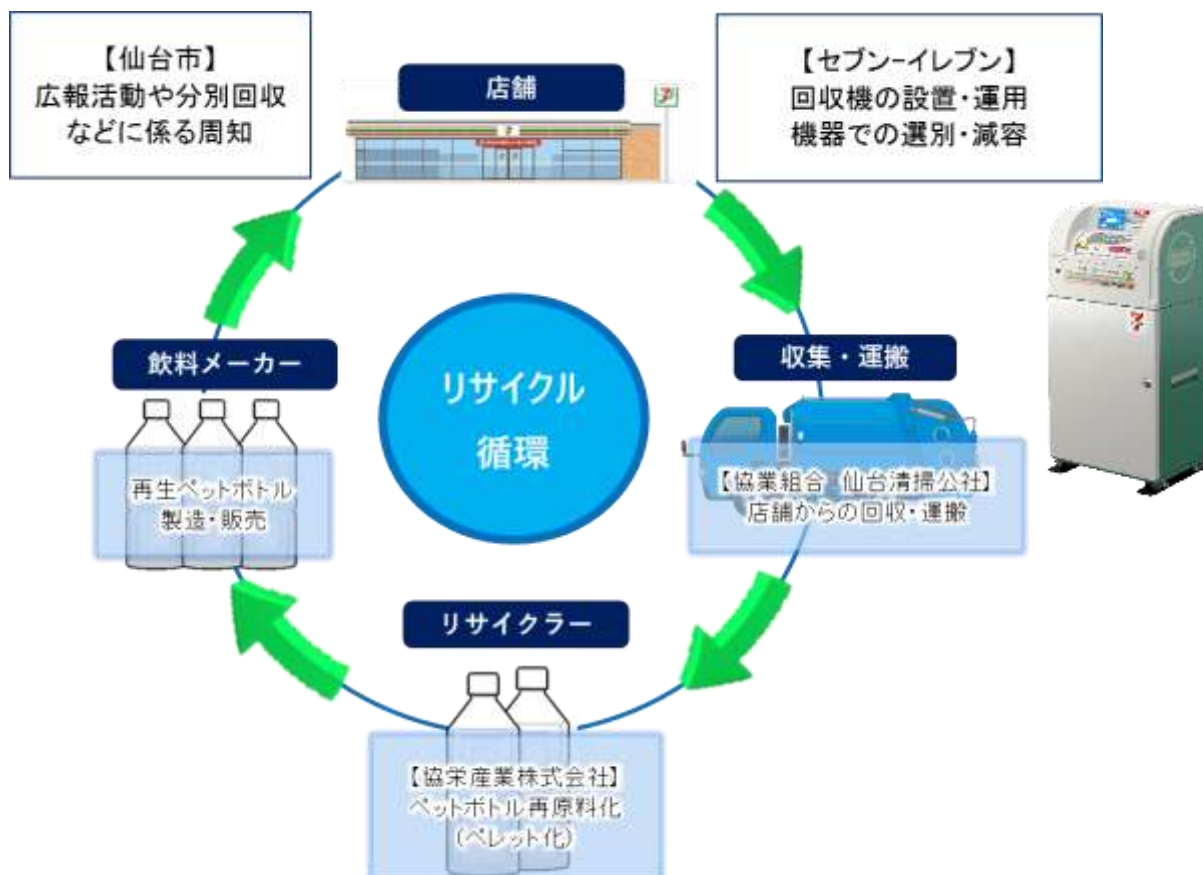 【仙台市】
広報活動や分別回収
などに係る周知
店舗
【セブン-イレブン】
回収機の設置・運用
機器での選別・減容
飲料メーカー
再生ペットボトル
製造・販売
リサイクル
循環
収集・運搬
【協業組合 仙台清掃公社】
店舗からの回収・運搬
リサイクラー
【協栄産業株式会社】
ペットボトル再原料化
(ペレット化)